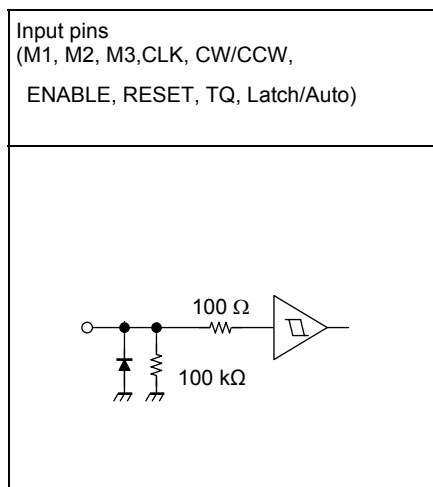 Input pins
(M1, M2, M3,CLK, CW/CCW,
ENABLE, RESET, TQ, Latch/Auto)
100 Ω
100 kΩ